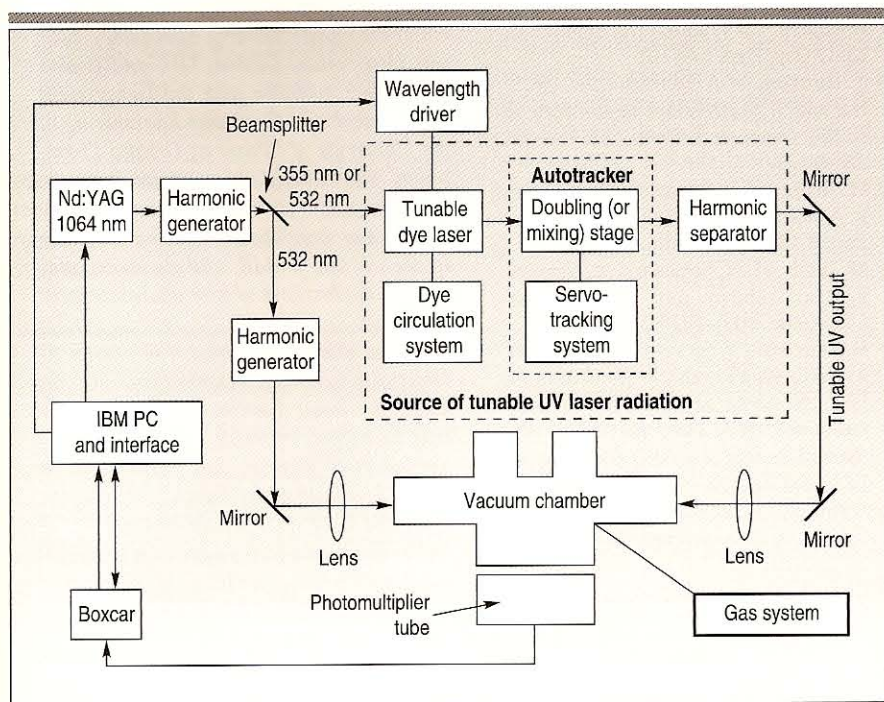 Wavelength
driver
Beamsplitter
355 nm or
532 nm
Nd:YAG
1064 nm
Harmonic
generator
Tunable
dye laser
Autotracker
Doubling (or
mixing) stage
Harmonic
separator
Mirror
532 nm
Dye
circulation
system
Servo-
tracking
system
Harmonic
generator
Source of tunable UV laser radiation
Tunable UV output
IBM PC
and interface
Mirror
Lens
Vacuum chamber
Lens
Mirror
Boxcar
Photomultiplier
tube
Gas system